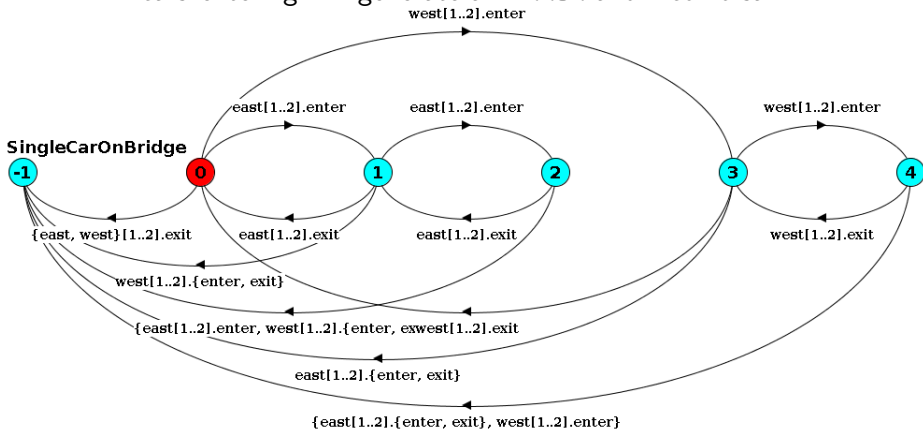 west[1..2].enter
east[1..2].enter east[1..2].enter west[1..2].enter
SingleCarOnBridge
-1 0 1 2 3 4
{east, west}[1..2].exit east[1..2].exit east[1..2].exit west[1..2].exit
west[1..2].{enter, exit}
{east[1..2].enter, west[1..2].{enter, exwest[1..2].exit
east[1..2].{enter, exit}
{east[1..2].{enter, exit}, west[1..2].enter}